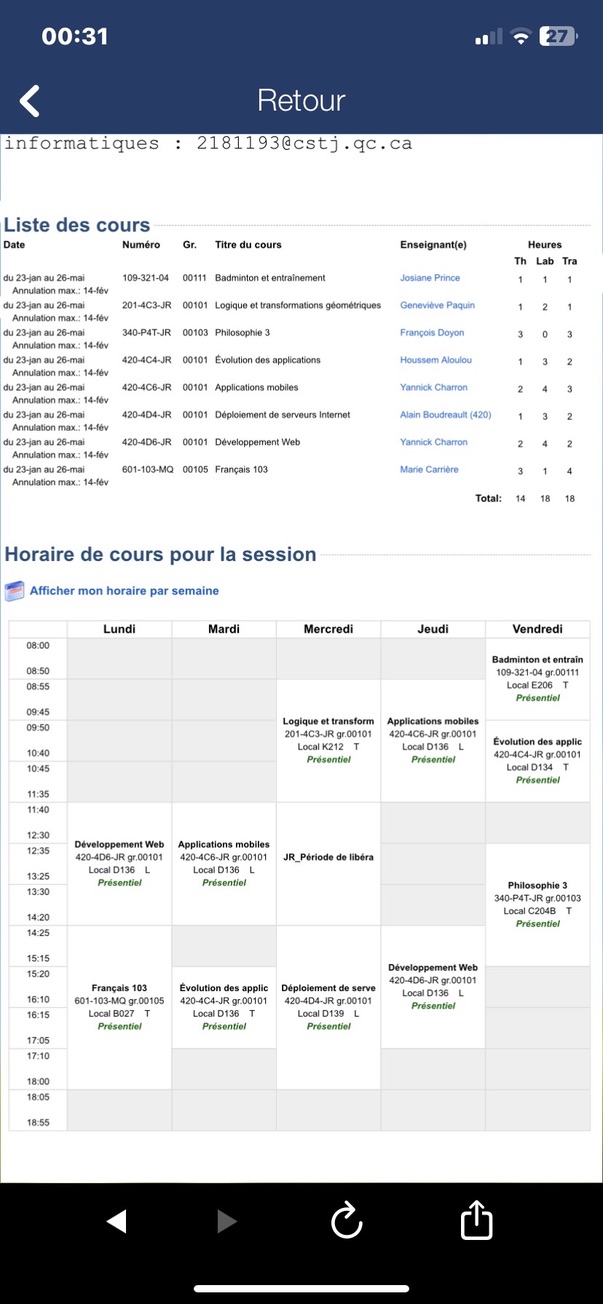 00:31
27
Retour
informatiques : 2181193@cstj.qc.ca
Liste des cours
Date Numéro Gr. Titre du cours Enseignant(e) Heures
Th Lab Tra
du 23-jan au 26-mai 109-321-04 00111 Badminton et entraînement Josiane Prince 1 1 1
Annulation max.: 14-fév
du 23-jan au 26-mai 201-4C3-JR 00101 Logique et transformations géométriques Geneviève Paquin 1 2 1
Annulation max.: 14-fév
du 23-jan au 26-mai 340-P4T-JR 00103 Philosophie 3 François Doyon 3 0 3
Annulation max.: 14-fév
du 23-jan au 26-mai 420-4C4-JR 00101 Évolution des applications Houssem Aloulou 1 3 2
Annulation max.: 14-fév
du 23-jan au 26-mai 420-4C6-JR 00101 Applications mobiles Yannick Charron 2 4 3
Annulation max.: 14-fév
du 23-jan au 26-mai 420-4D4-JR 00101 Déploiement de serveurs Internet Alain Boudreault (420) 1 3 2
Annulation max.: 14-fév
du 23-jan au 26-mai 420-4D6-JR 00101 Développement Web Yannick Charron 2 4 2
Annulation max.: 14-fév
du 23-jan au 26-mai 601-103-MQ 00105 Français 103 Marie Carrière 3 1 4
Annulation max.: 14-fév
Total: 14 18 18
Horaire de cours pour la session
Afficher mon horaire par semaine
Lundi Mardi Mercredi Jeudi Vendredi
08:00
08:50
08:55
09:45
09:50
10:40
10:45
11:35
11:40
12:30
12:35
13:25
13:30
14:20
14:25
15:15
15:20
16:10
16:15
17:05
17:10
18:00
18:05
18:55
Développement Web
420-4D6-JR gr.00101
Local D136 L
Présentiel
Français 103
601-103-MQ gr.00105
Local B027 T
Présentiel
Applications mobiles
420-4C6-JR gr.00101
Local D136 L
Présentiel
Évolution des applic
420-4C4-JR gr.00101
Local D136 T
Présentiel
Logique et transform
201-4C3-JR gr.00101
Local K212 T
Présentiel
JR_Période de libéra
Déploiement de serve
420-4D4-JR gr.00101
Local D139 L
Présentiel
Applications mobiles
420-4C6-JR gr.00101
Local D136 L
Présentiel
Développement Web
420-4D6-JR gr.00101
Local D136 L
Présentiel
Badminton et entraîn
109-321-04 gr.00111
Local E206 T
Présentiel
Évolution des applic
420-4C4-JR gr.00101
Local D134 T
Présentiel
Philosophie 3
340-P4T-JR gr.00103
Local C204B T
Présentiel